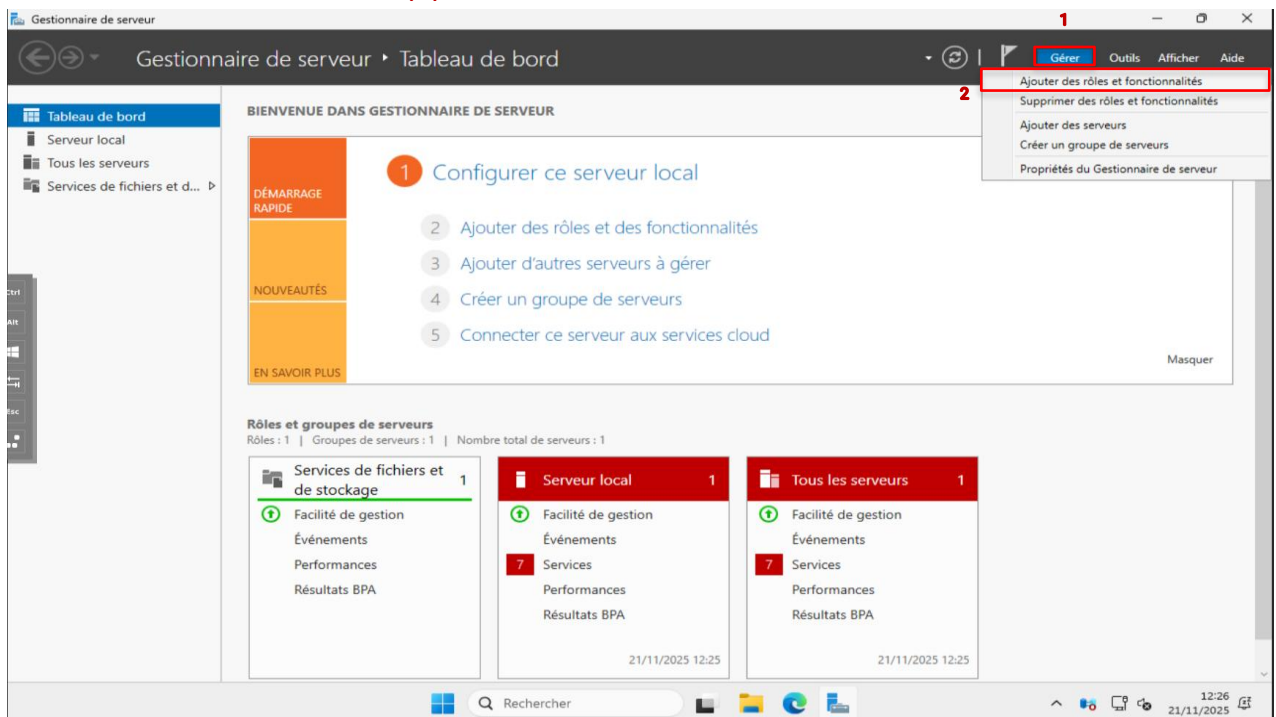 Gestionnaire de serveur
1
Gestionnaire de serveur ‣ Tableau de bord
Gérer Outils Afficher Aide
2
Ajouter des rôles et fonctionnalités
Supprimer des rôles et fonctionnalités
Ajouter des serveurs
Créer un groupe de serveurs
Propriétés du Gestionnaire de serveur
Tableau de bord
Serveur local
Tous les serveurs
Services de fichiers et d...
Ctrl
Alt
Esc
BIENVENUE DANS GESTIONNAIRE DE SERVEUR
DÉMARRAGE
RAPIDE
NOUVEAUTÉS
EN SAVOIR PLUS
1 Configurer ce serveur local
2 Ajouter des rôles et des fonctionnalités
3 Ajouter d'autres serveurs à gérer
4 Créer un groupe de serveurs
5 Connecter ce serveur aux services cloud
Masquer
Rôles et groupes de serveurs
Rôles : 1 | Groupes de serveurs : 1 | Nombre total de serveurs : 1
Services de fichiers et
de stockage
1
Facilité de gestion
Événements
Performances
Résultats BPA
Serveur local 1
Facilité de gestion
Événements
7 Services
Performances
Résultats BPA
21/11/2025 12:25
Tous les serveurs 1
Facilité de gestion
Événements
7 Services
Performances
Résultats BPA
21/11/2025 12:25
Rechercher
12:26
21/11/2025